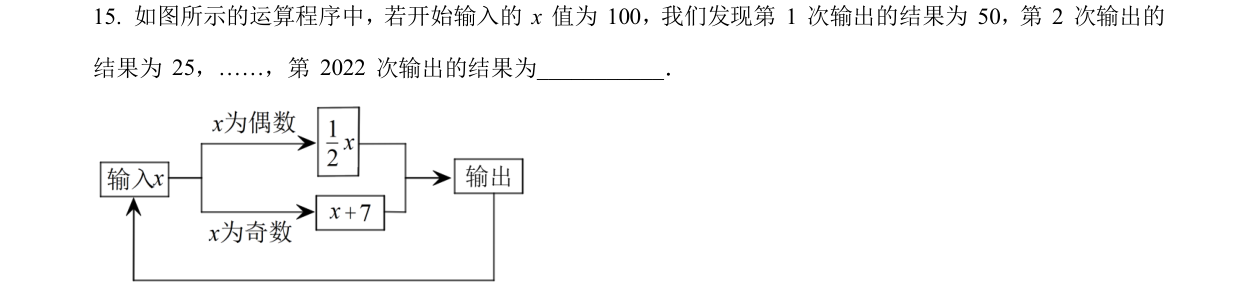 15. 如图所示的运算程序中，若开始输入的 x 值为 100，我们发现第 1 次输出的结果为 50，第 2 次输出的
结果为 25，……，第 2022 次输出的结果为___________．
x为偶数
1/2 x
输入x
输出
x+7
x为奇数